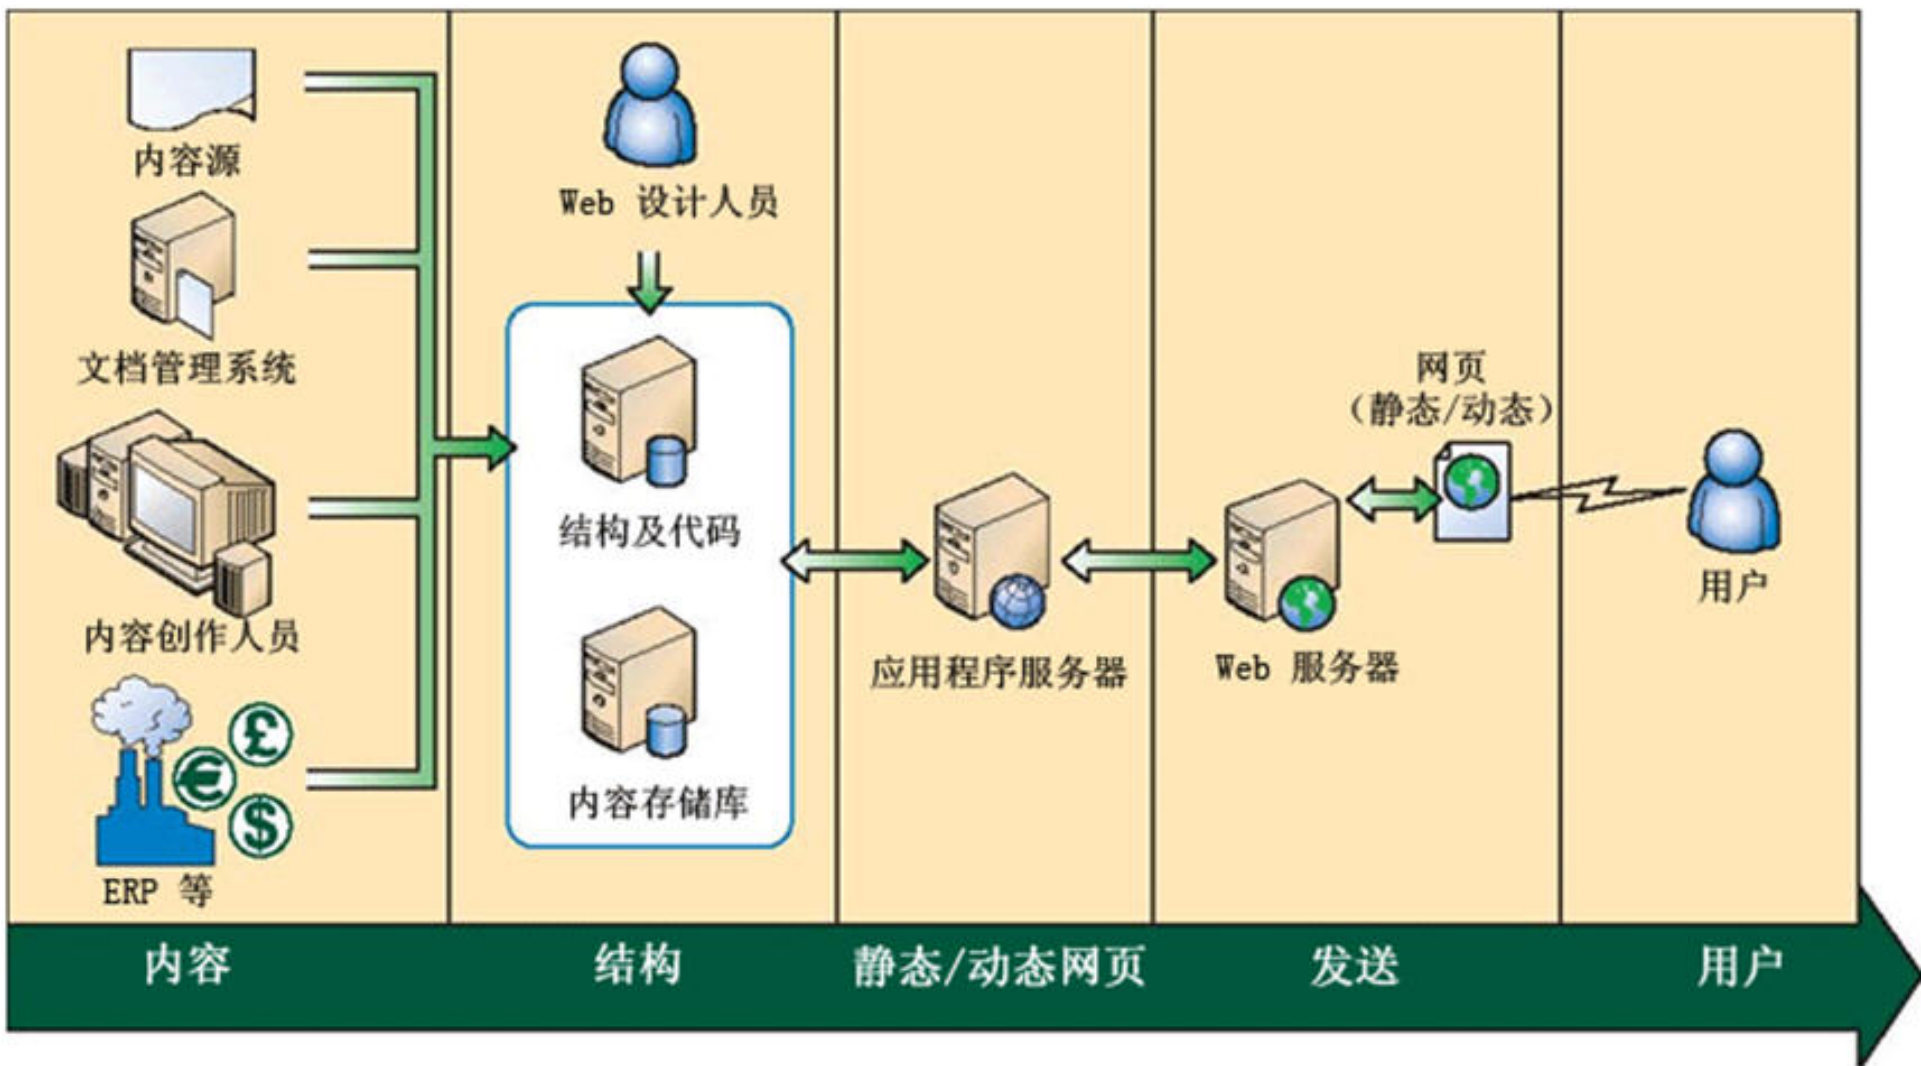 内容源
文档管理系统
内容创作人员
£
€
$
ERP 等
Web 设计人员
结构及代码
内容存储库
应用程序服务器
网页
（静态/动态）
Web 服务器
用户
内容
结构
静态/动态网页
发送
用户